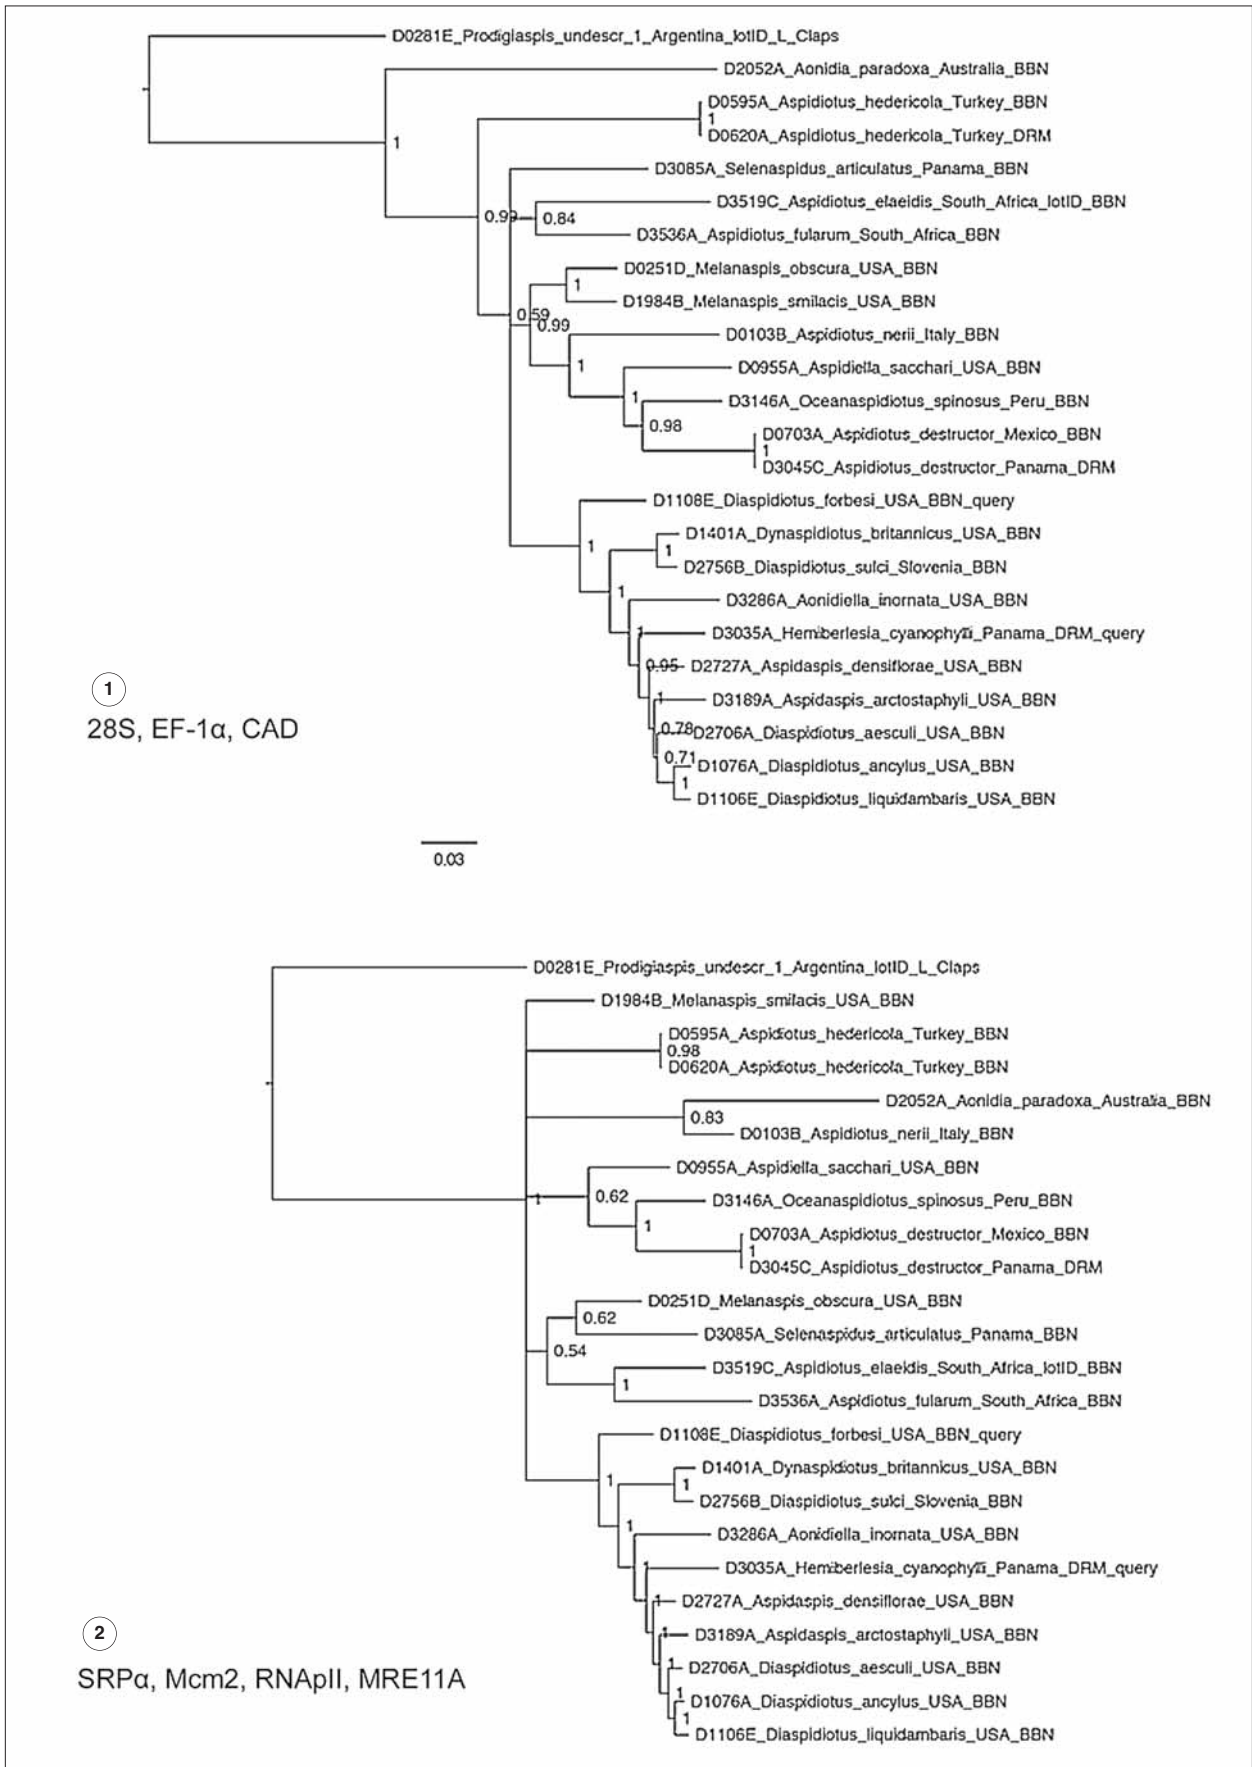 D0281E_Prodigiaspis_undescr_1_Argentina_lotID_L_Claps
D2052A_Aonidia_paradoxa_Australia_BBN
D0595A_Aspidiotus_hedericola_Turkey_BBN
1
D0620A_Aspidiotus_hedericola_Turkey_DRM
1
D3085A_Selenaspidus_articulatus_Panama_BBN
D3519C_Aspidiotus_elaeidis_South_Africa_lotID_BBN
0.99
0.84
D3536A_Aspidiotus_fularum_South_Africa_BBN
D0251D_Melanaspis_obscura_USA_BBN
1
D1984B_Melanaspis_smilacis_USA_BBN
0.59
0.99
D0103B_Aspidiotus_nerii_Italy_BBN
1
D0955A_Aspidiella_sacchari_USA_BBN
1
D3146A_Oceanaspidiotus_spinosus_Peru_BBN
0.98
D0703A_Aspidiotus_destructor_Mexico_BBN
1
D3045C_Aspidiotus_destructor_Panama_DRM
D1108E_Diaspidiotus_forbesi_USA_BBN_query
1
D1401A_Dynaspidiotus_britannicus_USA_BBN
1
D2756B_Diaspidiotus_sulci_Slovenia_BBN
1
D3286A_Aonidiella_inornata_USA_BBN
1
D3035A_Hemiberlesia_cyanophylli_Panama_DRM_query
0.95
D2727A_Aspidaspis_densiflorae_USA_BBN
1
D3189A_Aspidaspis_arctostaphyli_USA_BBN
0.78
D2706A_Diaspidiotus_aesculi_USA_BBN
0.71
D1076A_Diaspidiotus_ancylus_USA_BBN
1
D1106E_Diaspidiotus_liquidambaris_USA_BBN
1
28S, EF-1α, CAD
0.03
D0281E_Prodigiaspis_undescr_1_Argentina_lotID_L_Claps
D1984B_Melanaspis_smilacis_USA_BBN
D0595A_Aspidiotus_hedericola_Turkey_BBN
0.98
D0620A_Aspidiotus_hedericola_Turkey_BBN
D2052A_Aonidia_paradoxa_Australia_BBN
0.83
D0103B_Aspidiotus_nerii_Italy_BBN
D0955A_Aspidiella_sacchari_USA_BBN
1
0.62
D3146A_Oceanaspidiotus_spinosus_Peru_BBN
1
D0703A_Aspidiotus_destructor_Mexico_BBN
1
D3045C_Aspidiotus_destructor_Panama_DRM
D0251D_Melanaspis_obscura_USA_BBN
0.62
D3085A_Selenaspidus_articulatus_Panama_BBN
0.54
D3519C_Aspidiotus_elaeidis_South_Africa_lotID_BBN
1
D3536A_Aspidiotus_fularum_South_Africa_BBN
D1108E_Diaspidiotus_forbesi_USA_BBN_query
1
D1401A_Dynaspidiotus_britannicus_USA_BBN
1
D2756B_Diaspidiotus_sulci_Slovenia_BBN
1
D3286A_Aonidiella_inornata_USA_BBN
1
D3035A_Hemiberlesia_cyanophylli_Panama_DRM_query
1
D2727A_Aspidaspis_densiflorae_USA_BBN
1
D3189A_Aspidaspis_arctostaphyli_USA_BBN
1
D2706A_Diaspidiotus_aesculi_USA_BBN
1
D1076A_Diaspidiotus_ancylus_USA_BBN
1
D1106E_Diaspidiotus_liquidambaris_USA_BBN
2
SRPα, Mcm2, RNApII, MRE11A